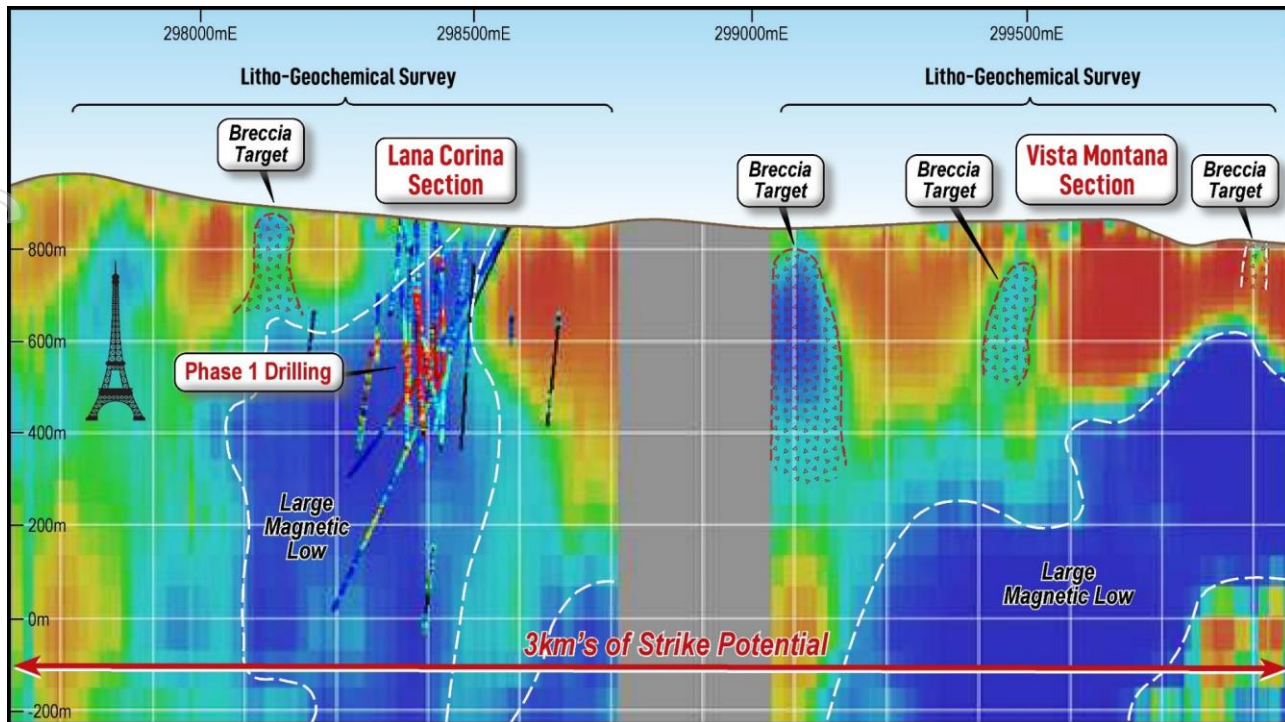 298000mE
298500mE
299000mE
299500mE
Litho-Geochemical Survey
Litho-Geochemical Survey
Breccia
Target
Lana Corina
Section
Breccia
Target
Breccia
Target
Vista Montana
Section
Breccia
Target
800m
600m
Phase 1 Drilling
400m
Large
Magnetic
Low
200m
Large
Magnetic Low
0m
3km's of Strike Potential
-200m